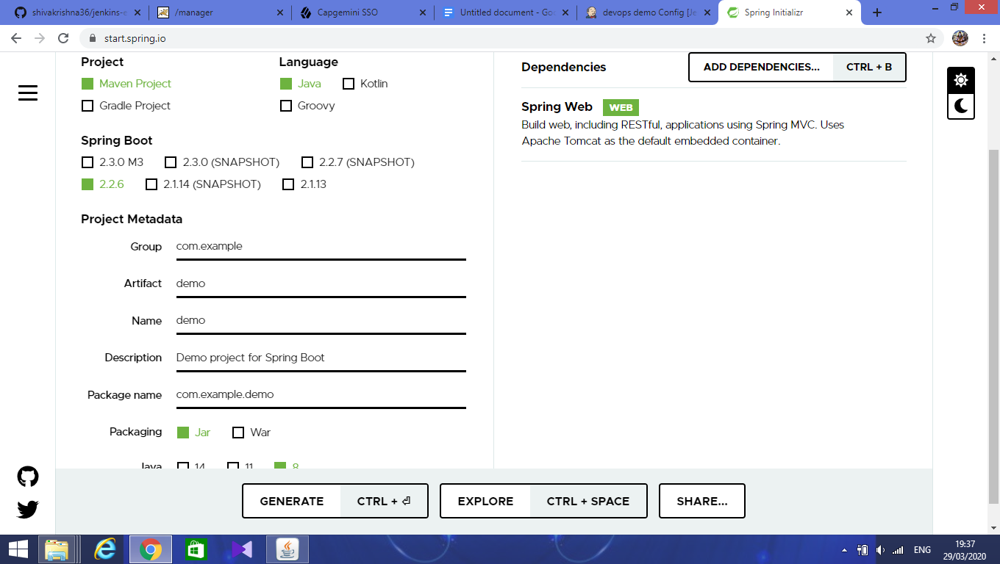 shivakrishna36/jenkins-e
/manager
Capgemini SSO
Untitled document - Go
devops demo Config [Je
Spring Initializr
start.spring.io
Project
Maven Project
Gradle Project
Language
Java
Kotlin
Groovy
Spring Boot
2.3.0 M3
2.3.0 (SNAPSHOT)
2.2.7 (SNAPSHOT)
2.2.6
2.1.14 (SNAPSHOT)
2.1.13
Project Metadata
Group
com.example
Artifact
demo
Name
demo
Description
Demo project for Spring Boot
Package name
com.example.demo
Packaging
Jar
War
Java
14
11
8
Dependencies
ADD DEPENDENCIES...
CTRL + B
Spring Web
WEB
Build web, including RESTful, applications using Spring MVC. Uses
Apache Tomcat as the default embedded container.
GENERATE
CTRL + ⏎
EXPLORE
CTRL + SPACE
SHARE...
ENG
19:37
29/03/2020